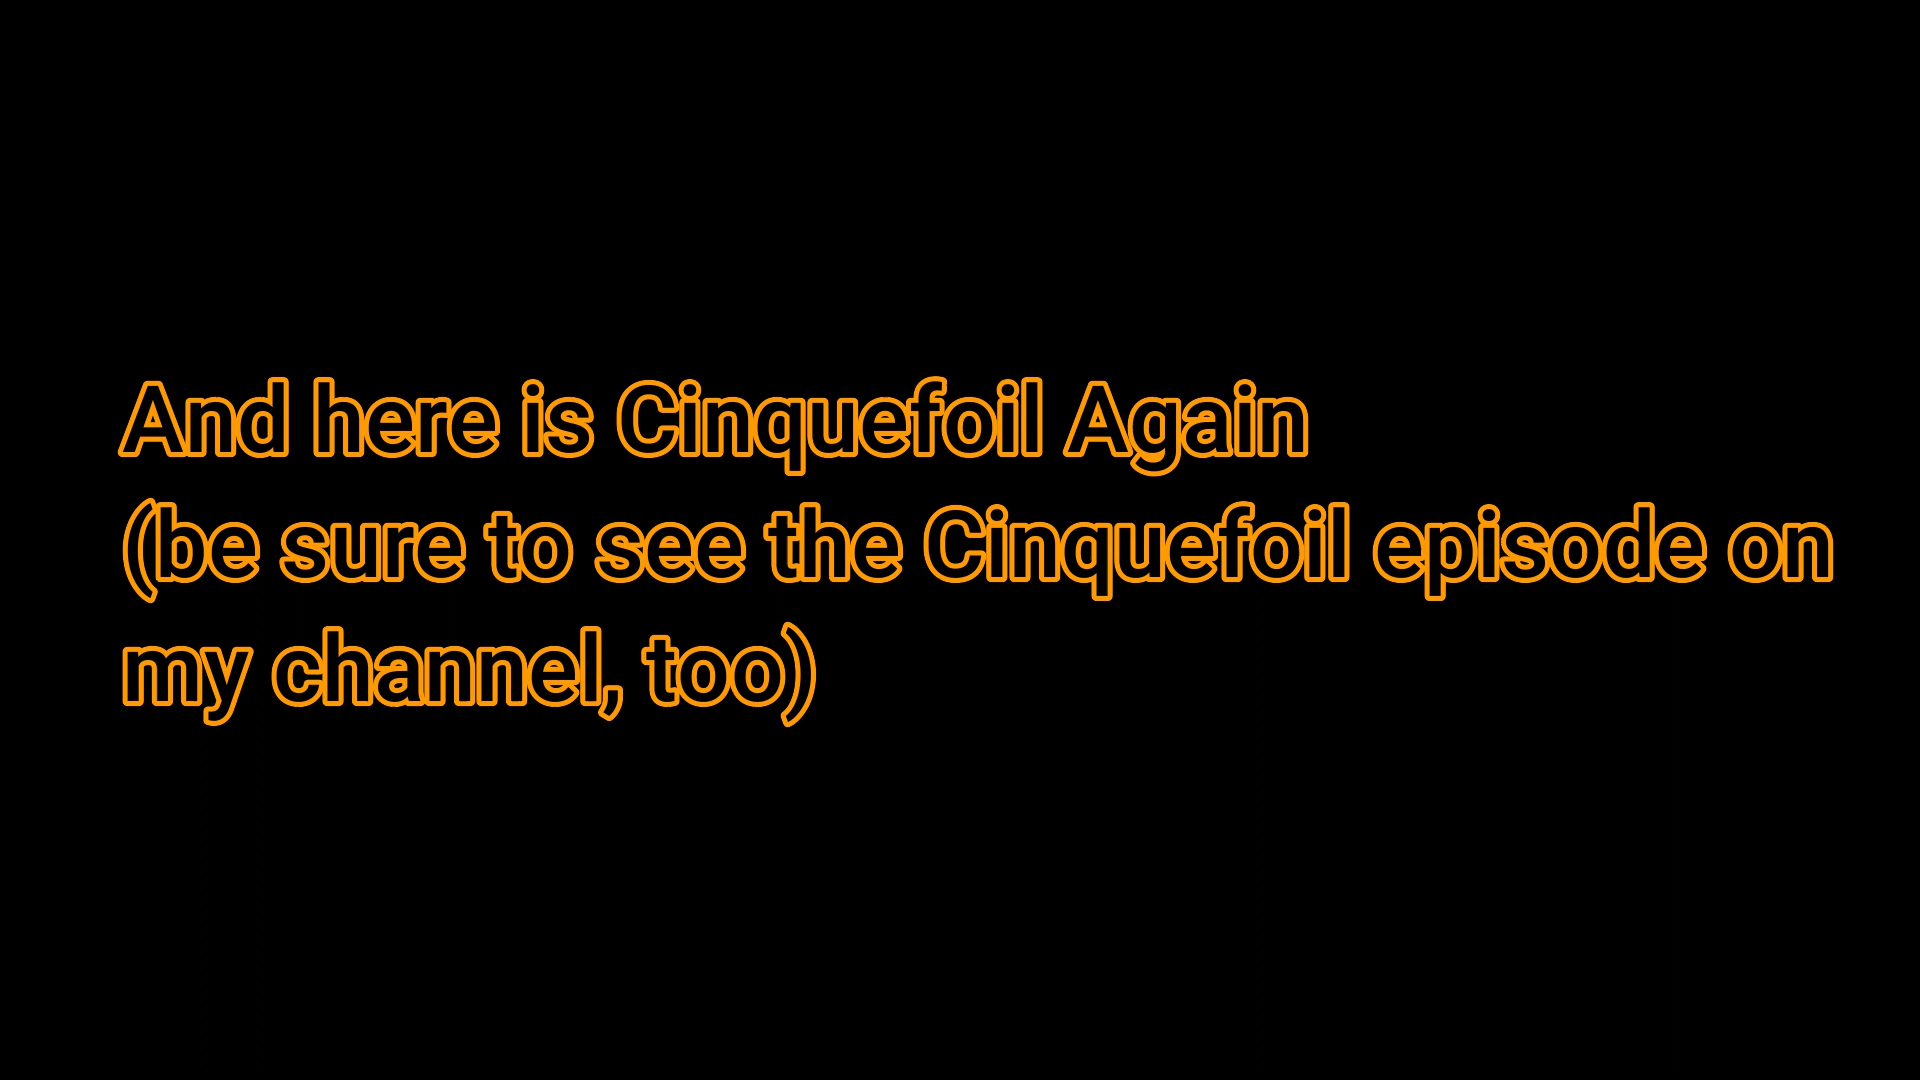 And here is Cinquefoil Again
(be sure to see the Cinquefoil episode on
my channel, too)